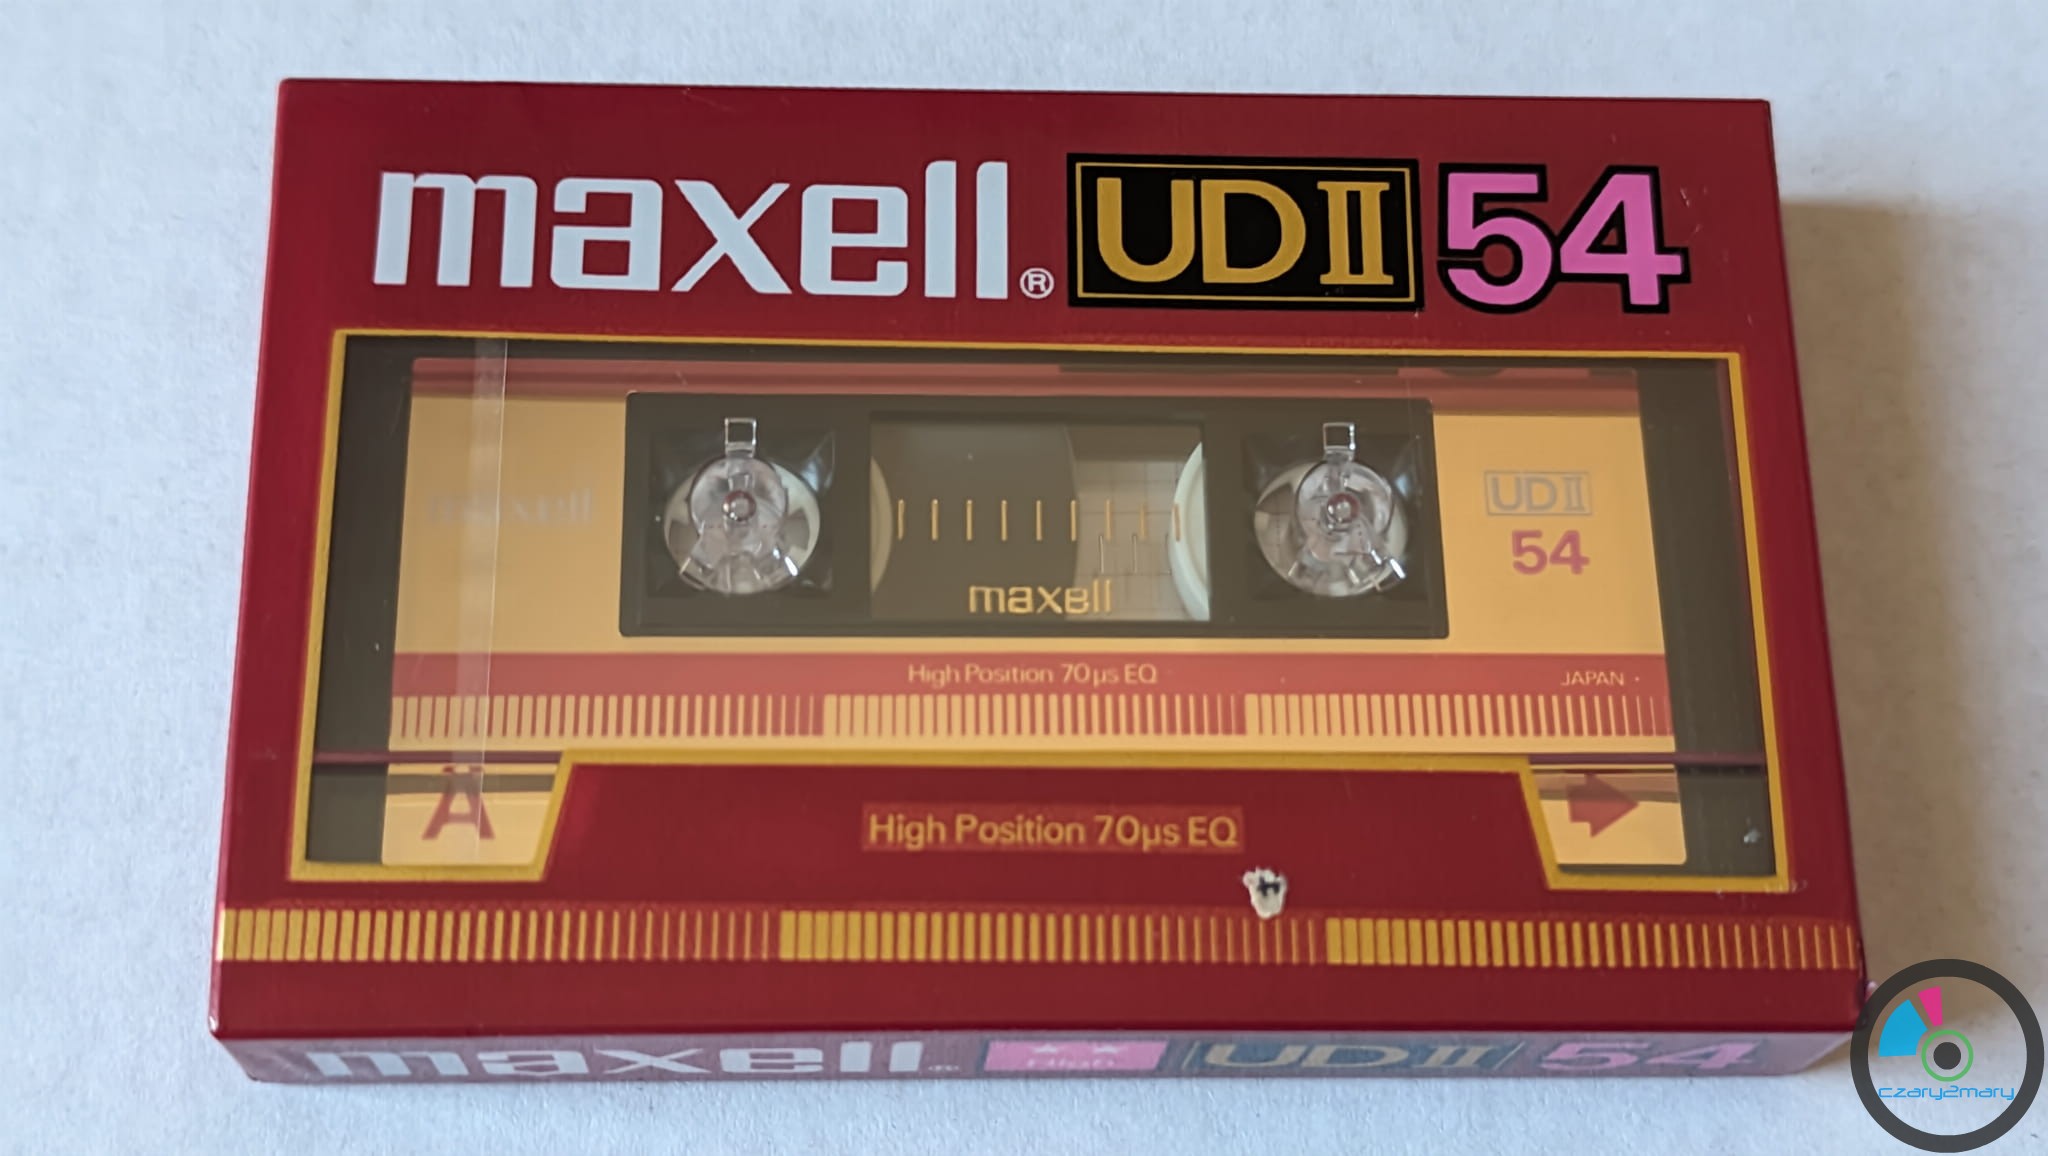 maxell® UDII 54
maxell
UDII
54
maxell
High Position 70µs EQ
JAPAN
A
High Position 70µs EQ
maxell® UDII 54
czary2mary